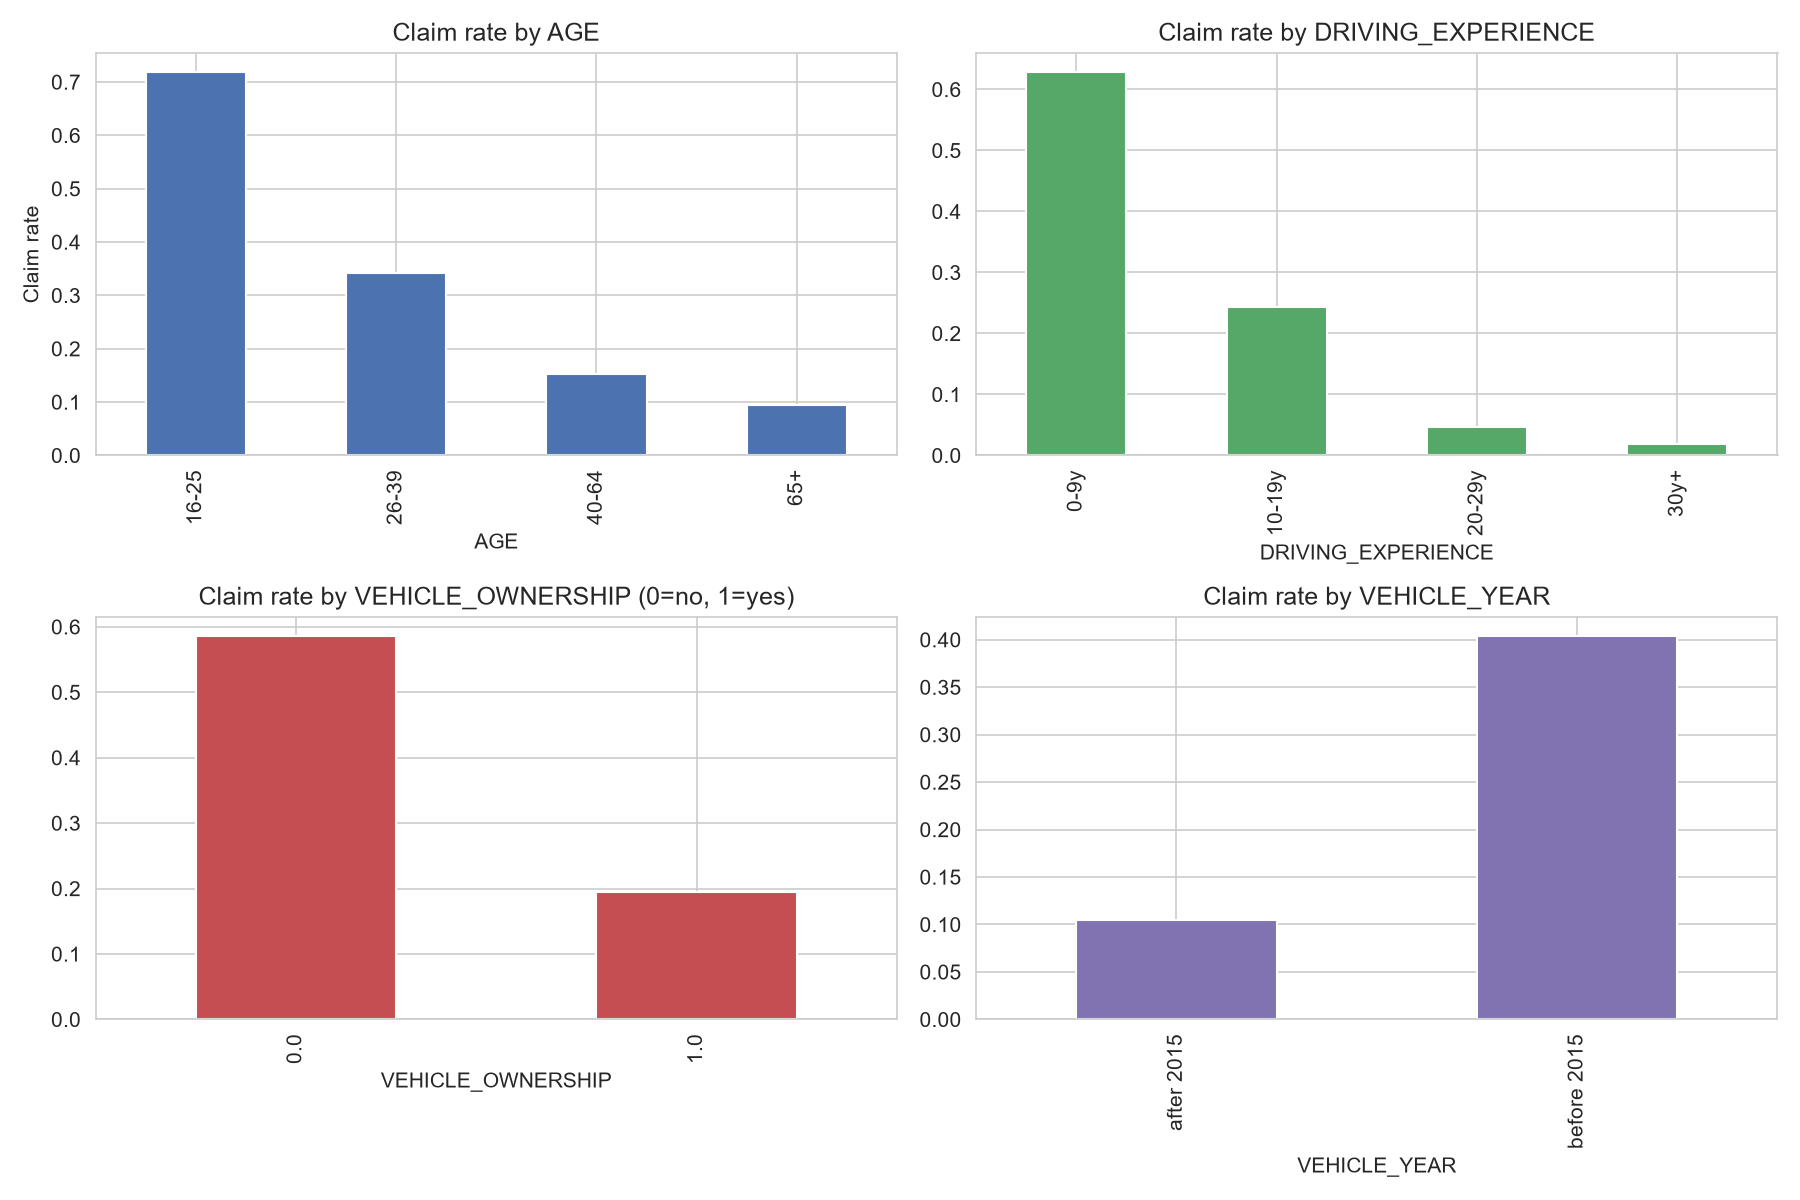 Claim rate by AGE
Claim rate
0.7
0.6
0.5
0.4
0.3
0.2
0.1
0.0
16-25
26-39
40-64
65+
AGE
Claim rate by DRIVING_EXPERIENCE
0.6
0.5
0.4
0.3
0.2
0.1
0.0
0-9y
10-19y
20-29y
30y+
DRIVING_EXPERIENCE
Claim rate by VEHICLE_OWNERSHIP (0=no, 1=yes)
0.6
0.5
0.4
0.3
0.2
0.1
0.0
0.0
1.0
VEHICLE_OWNERSHIP
Claim rate by VEHICLE_YEAR
0.40
0.35
0.30
0.25
0.20
0.15
0.10
0.05
0.00
after 2015
before 2015
VEHICLE_YEAR